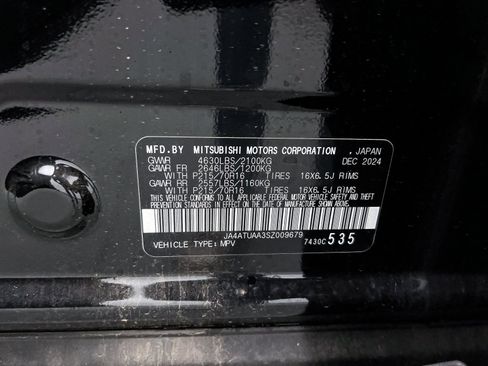 MFD.BY MITSUBISHI MOTORS CORPORATION , JAPAN
GVWR 4630LBS/2100KG DEC 2024
GAWR FR 2646LBS/1200KG
P215/70R16 TIRES 16X6.5J RIMS
GAWR RR 2557LBS/1160KG
P215/70R16 TIRES 16X6.5J RIMS
THIS VEHICLE CONFORMS TO ALL APPLICABLE FEDERAL MOTOR VEHICLE SAFETY AND THEFT PREVENTION STANDARDS IN EFFECT ON THE DATE OF MANUFACTURE SHOWN ABOVE.
JA4ATUAA3SZ009679
VEHICLE TYPE: MPV 7430C 535